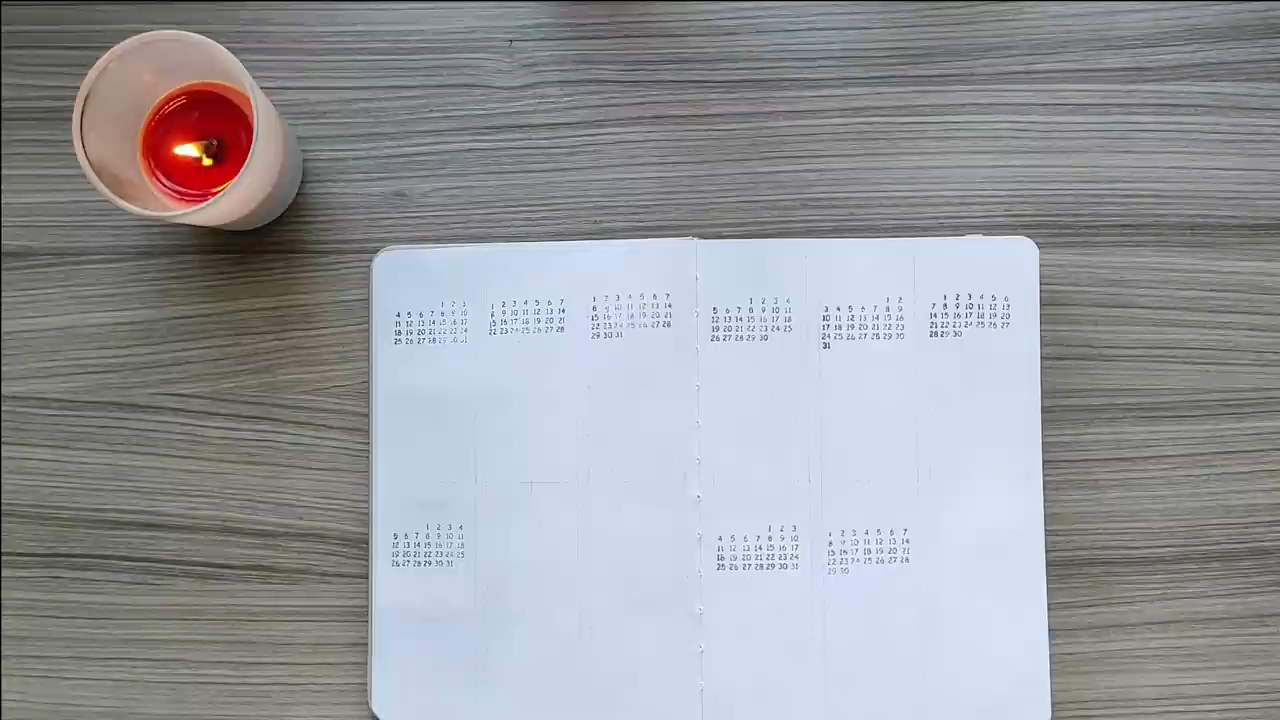 1 2 3
4 5 6 7 8 9 10
11 12 13 14 15 16 17
18 19 20 21 22 23 24
25 26 27 28 29 30 31
1 2 3 4 5 6 7
8 9 10 11 12 13 14
15 16 17 18 19 20 21
22 23 24 25 26 27 28
1 2 3 4 5 6 7
8 9 10 11 12 13 14
15 16 17 18 19 20 21
22 23 24 25 26 27 28
29 30 31
1 2 3 4
5 6 7 8 9 10 11
12 13 14 15 16 17 18
19 20 21 22 23 24 25
26 27 28 29 30
1 2
3 4 5 6 7 8 9
10 11 12 13 14 15 16
17 18 19 20 21 22 23
24 25 26 27 28 29 30
31
1 2 3 4 5 6
7 8 9 10 11 12 13
14 15 16 17 18 19 20
21 22 23 24 25 26 27
28 29 30
1 2 3 4
5 6 7 8 9 10 11
12 13 14 15 16 17 18
19 20 21 22 23 24 25
26 27 28 29 30 31
1 2 3
4 5 6 7 8 9 10
11 12 13 14 15 16 17
18 19 20 21 22 23 24
25 26 27 28 29 30 31
1 2 3 4 5 6 7
8 9 10 11 12 13 14
15 16 17 18 19 20 21
22 23 24 25 26 27 28
29 30